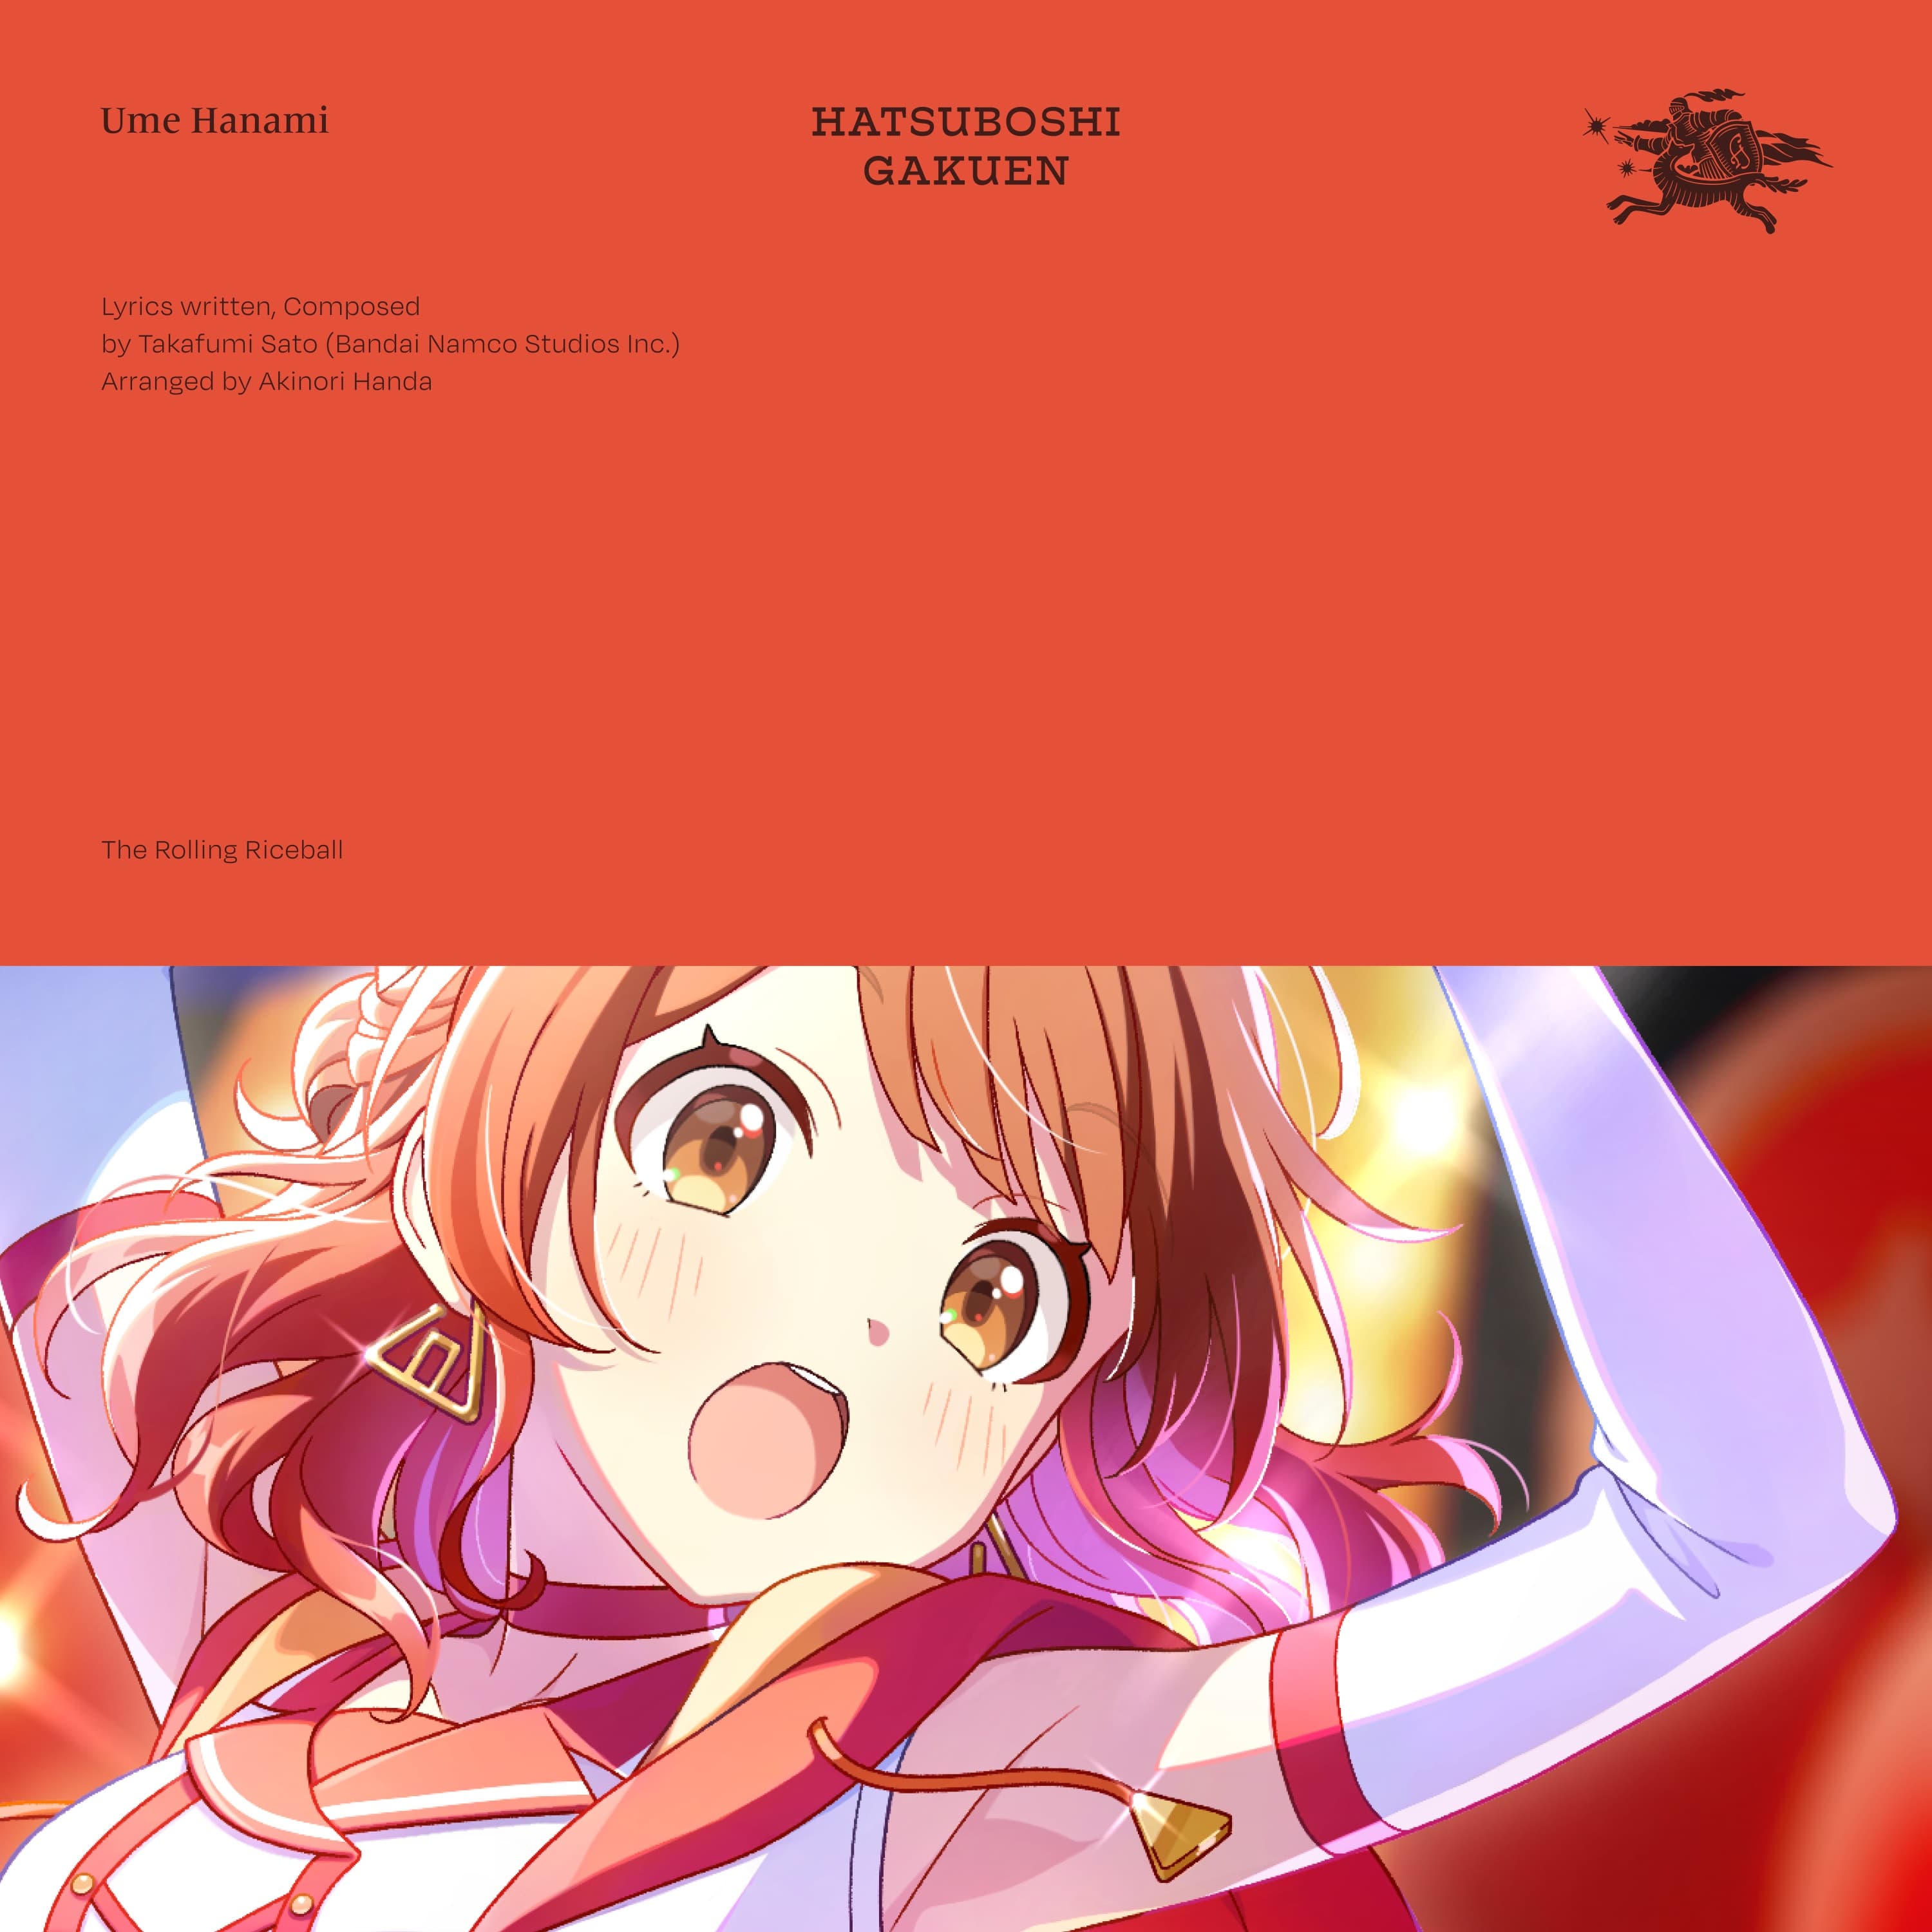 Ume Hanami
HATSUBOSHI
GAKUEN
Lyrics written, Composed
by Takafumi Sato (Bandai Namco Studios Inc.)
Arranged by Akinori Handa
The Rolling Riceball